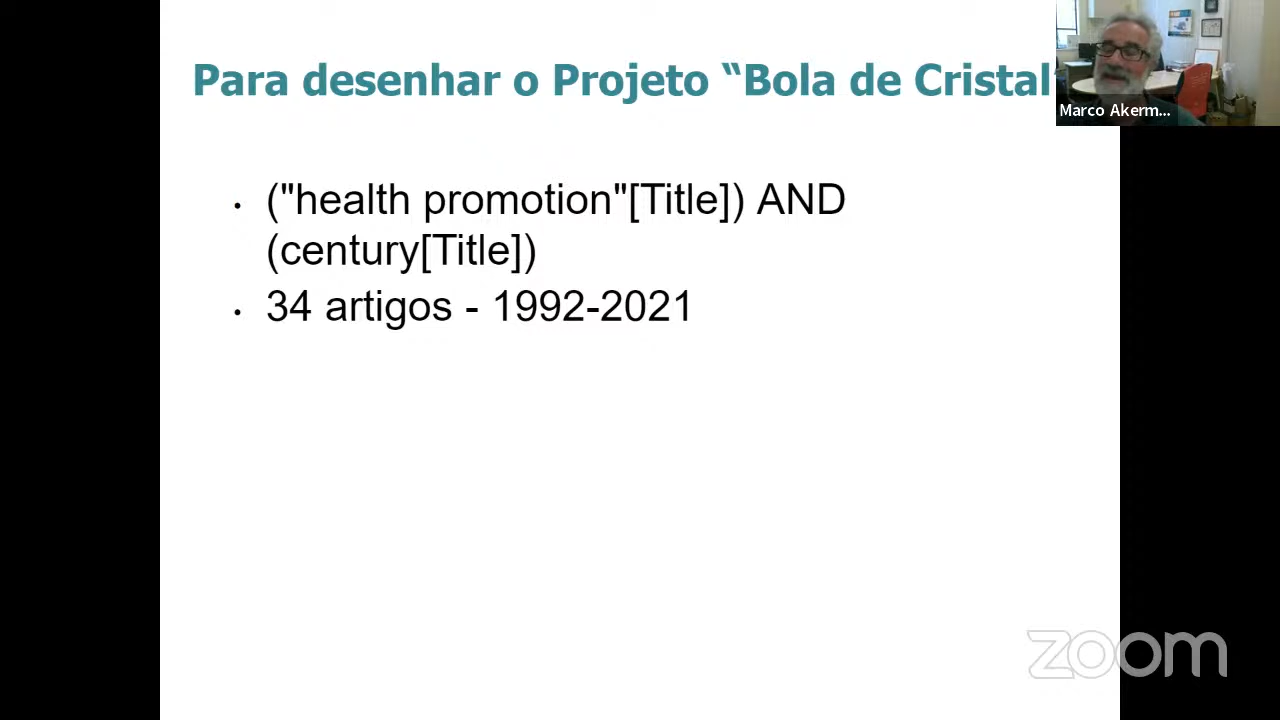 Para desenhar o Projeto “Bola de Cristal
Marco Akerm...
• ("health promotion"[Title]) AND
(century[Title])
• 34 artigos - 1992-2021
zoom